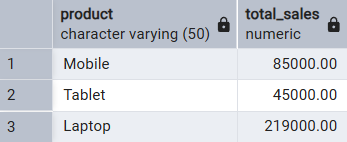 product total_sales
character varying (50) numeric
1 Mobile 85000.00
2 Tablet 45000.00
3 Laptop 219000.00